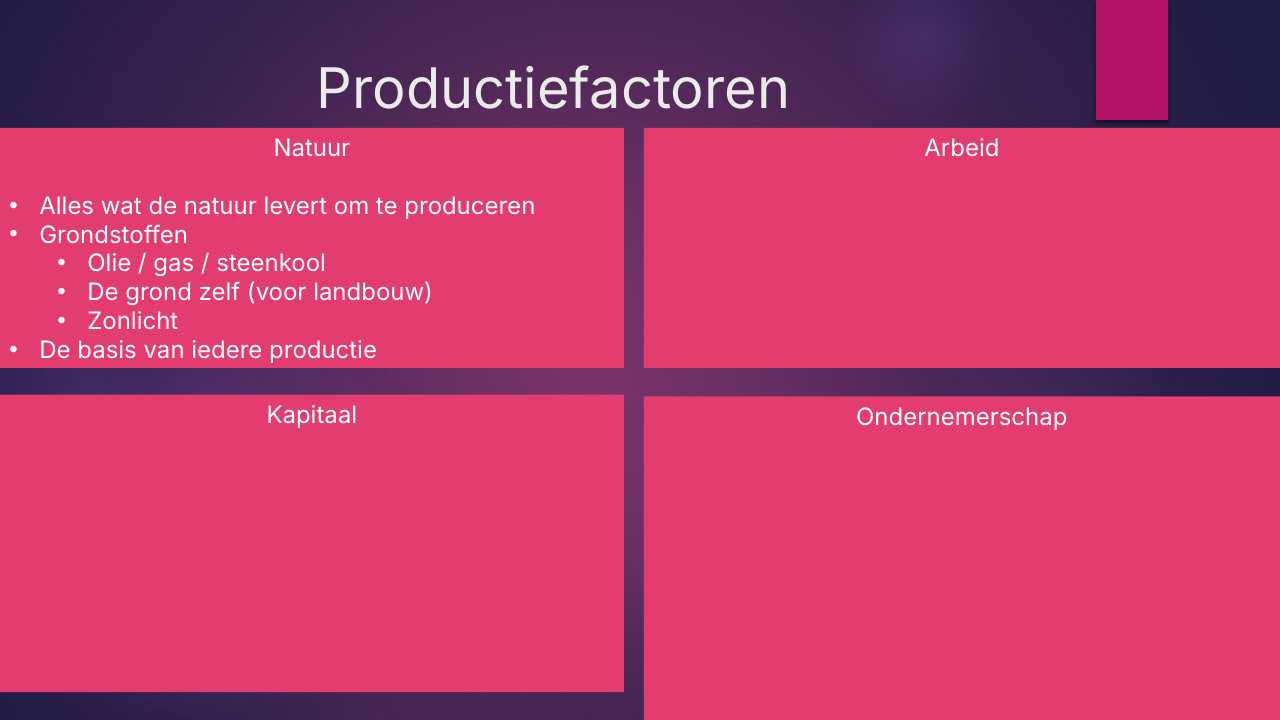 Productiefactoren
Natuur
• Alles wat de natuur levert om te produceren
• Grondstoffen
• Olie / gas / steenkool
• De grond zelf (voor landbouw)
• Zonlicht
• De basis van iedere productie
Arbeid
Kapitaal
Ondernemerschap